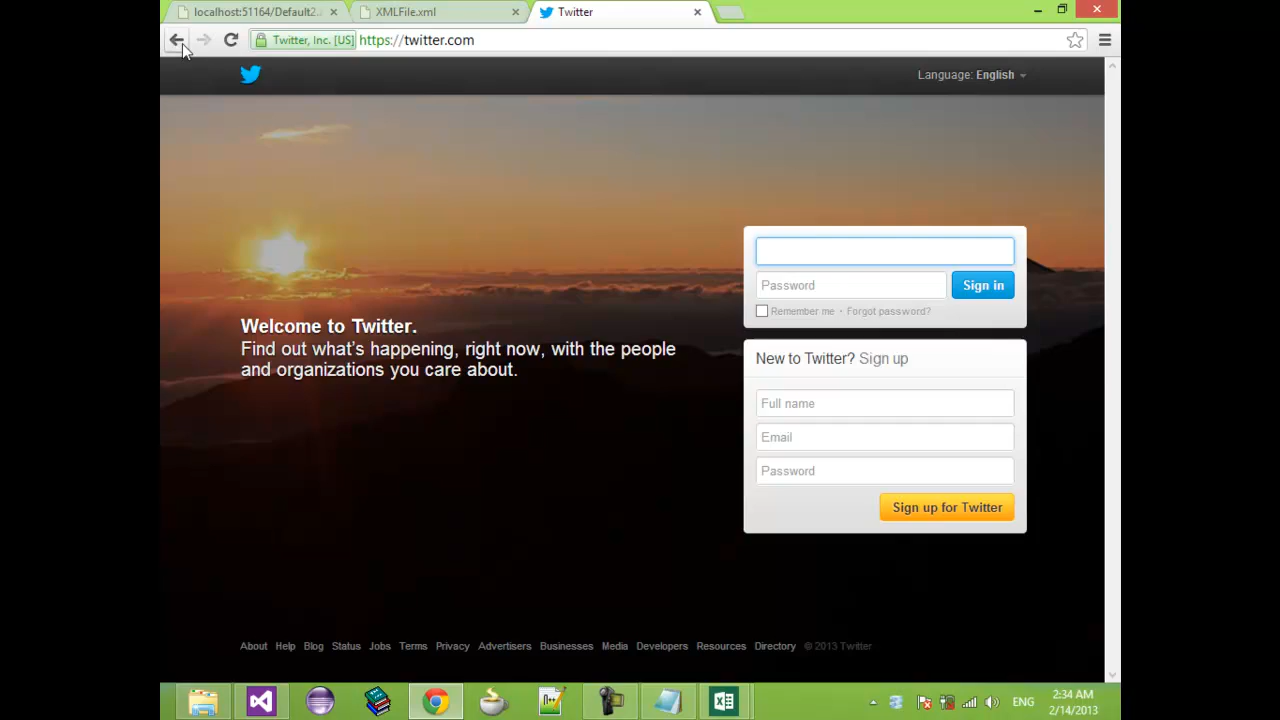 localhost:51164/Default2.
XMLFile.xml
Twitter
Twitter, Inc. [US]
https://twitter.com
Language: English
Welcome to Twitter.
Find out what's happening, right now, with the people
and organizations you care about.
Password
Sign in
Remember me · Forgot password?
New to Twitter? Sign up
Full name
Email
Password
Sign up for Twitter
About Help Blog Status Jobs Terms Privacy Advertisers Businesses Media Developers Resources Directory © 2013 Twitter
ENG
2:34 AM
2/14/2013